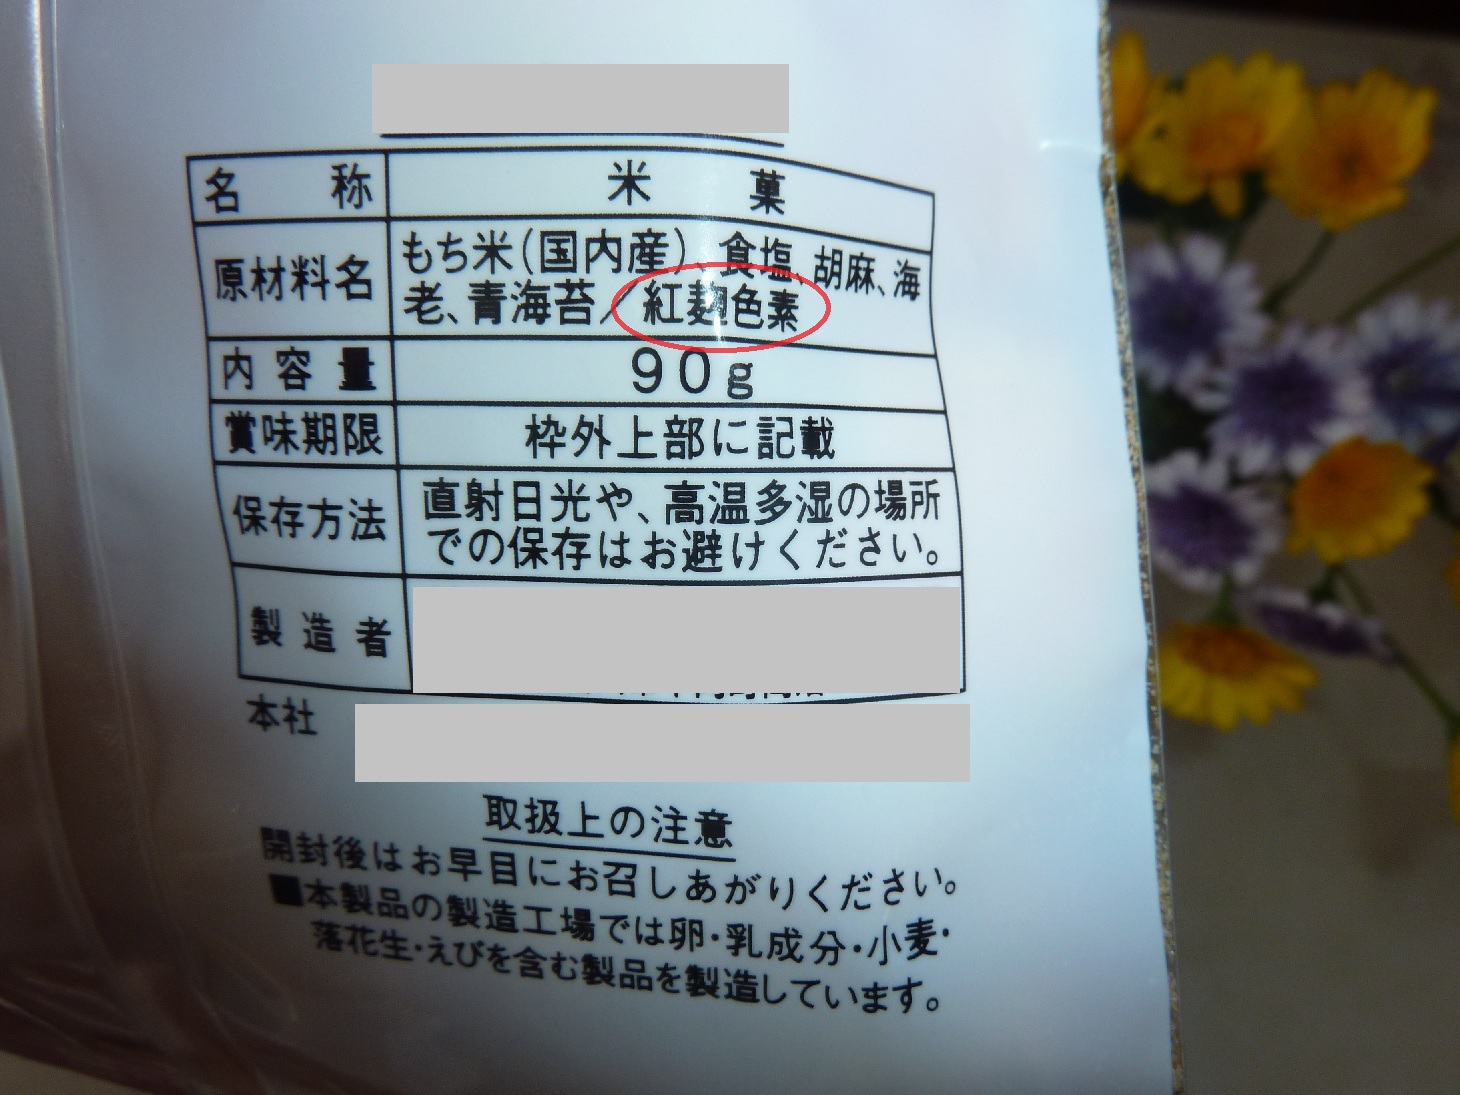 名称 米菓
原材料名 もち米(国内産)、食塩、胡麻、海
老、青海苔/紅麹色素
内容量 90g
賞味期限 枠外上部に記載
保存方法 直射日光や、高温多湿の場所
での保存はお避けください。
製造者
本社
取扱上の注意
開封後はお早目にお召しあがりください。
■本製品の製造工場では卵・乳成分・小麦・
落花生・えびを含む製品を製造しています。